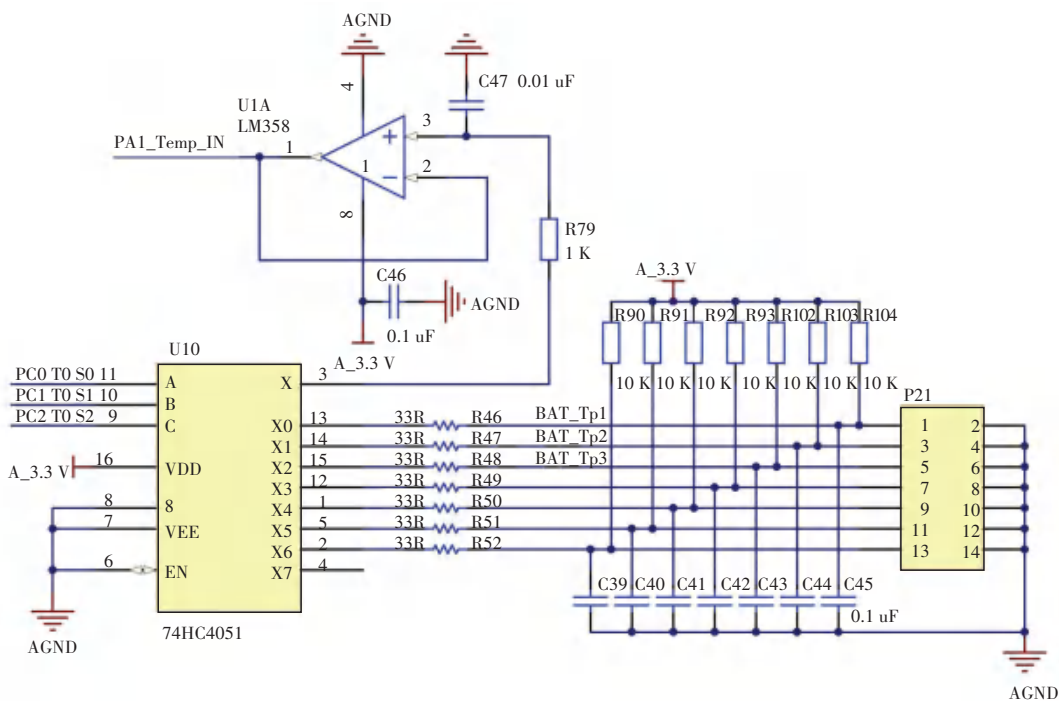 AGND
C47 0.01 uF
4
U1A
LM358
3
+
PA1_Temp_IN
1
1
2
−
8
R79
1 K
C46
AGND
0.1 uF
A_3.3 V
A_3.3 V
R90 R91 R92 R93 R102 R103 R104
10 K 10 K 10 K 10 K 10 K 10 K 10 K
U10
P21
PC0 T0 S0 11 A X 3
PC1 T0 S1 10 B
PC2 T0 S2 9 C X0 13 33R R46 BAT_Tp1 1 2
X1 14 33R R47 BAT_Tp2 3 4
A_3.3 V 16 VDD X2 15 33R R48 BAT_Tp3 5 6
X3 12 33R R49 7 8
8 8 X4 1 33R R50 9 10
7 VEE X5 5 33R R51 11 12
X6 2 33R R52 13 14
6 EN X7 4
C39 C40 C41 C42 C43 C44 C45
0.1 uF
74HC4051
AGND
AGND